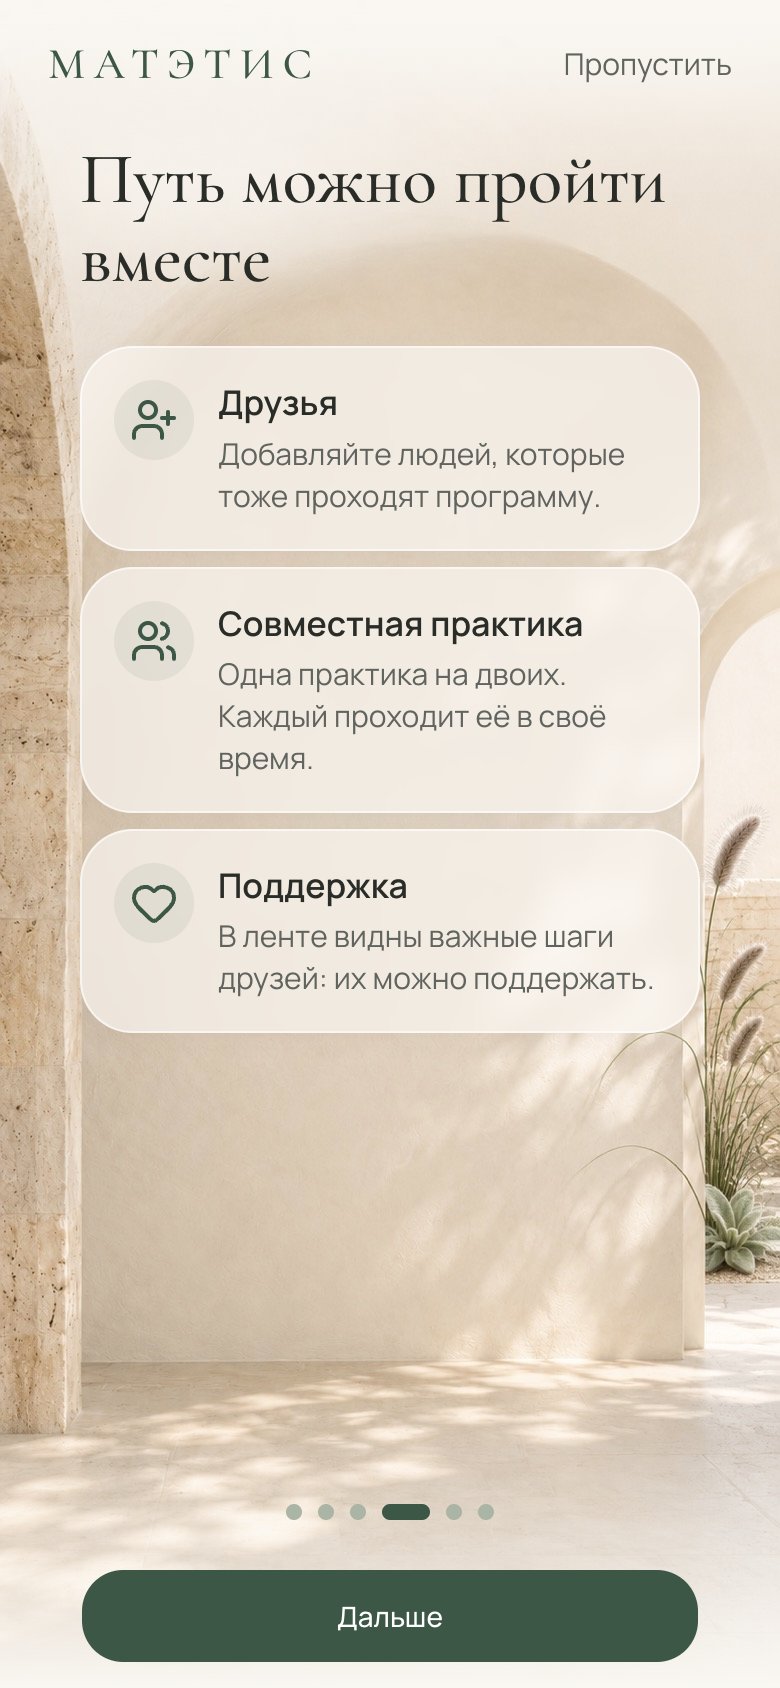 МАТЭТИС
Пропустить
Путь можно пройти
вместе
Друзья
Добавляйте людей, которые
тоже проходят программу.
Совместная практика
Одна практика на двоих.
Каждый проходит её в своё
время.
Поддержка
В ленте видны важные шаги
друзей: их можно поддержать.
Дальше